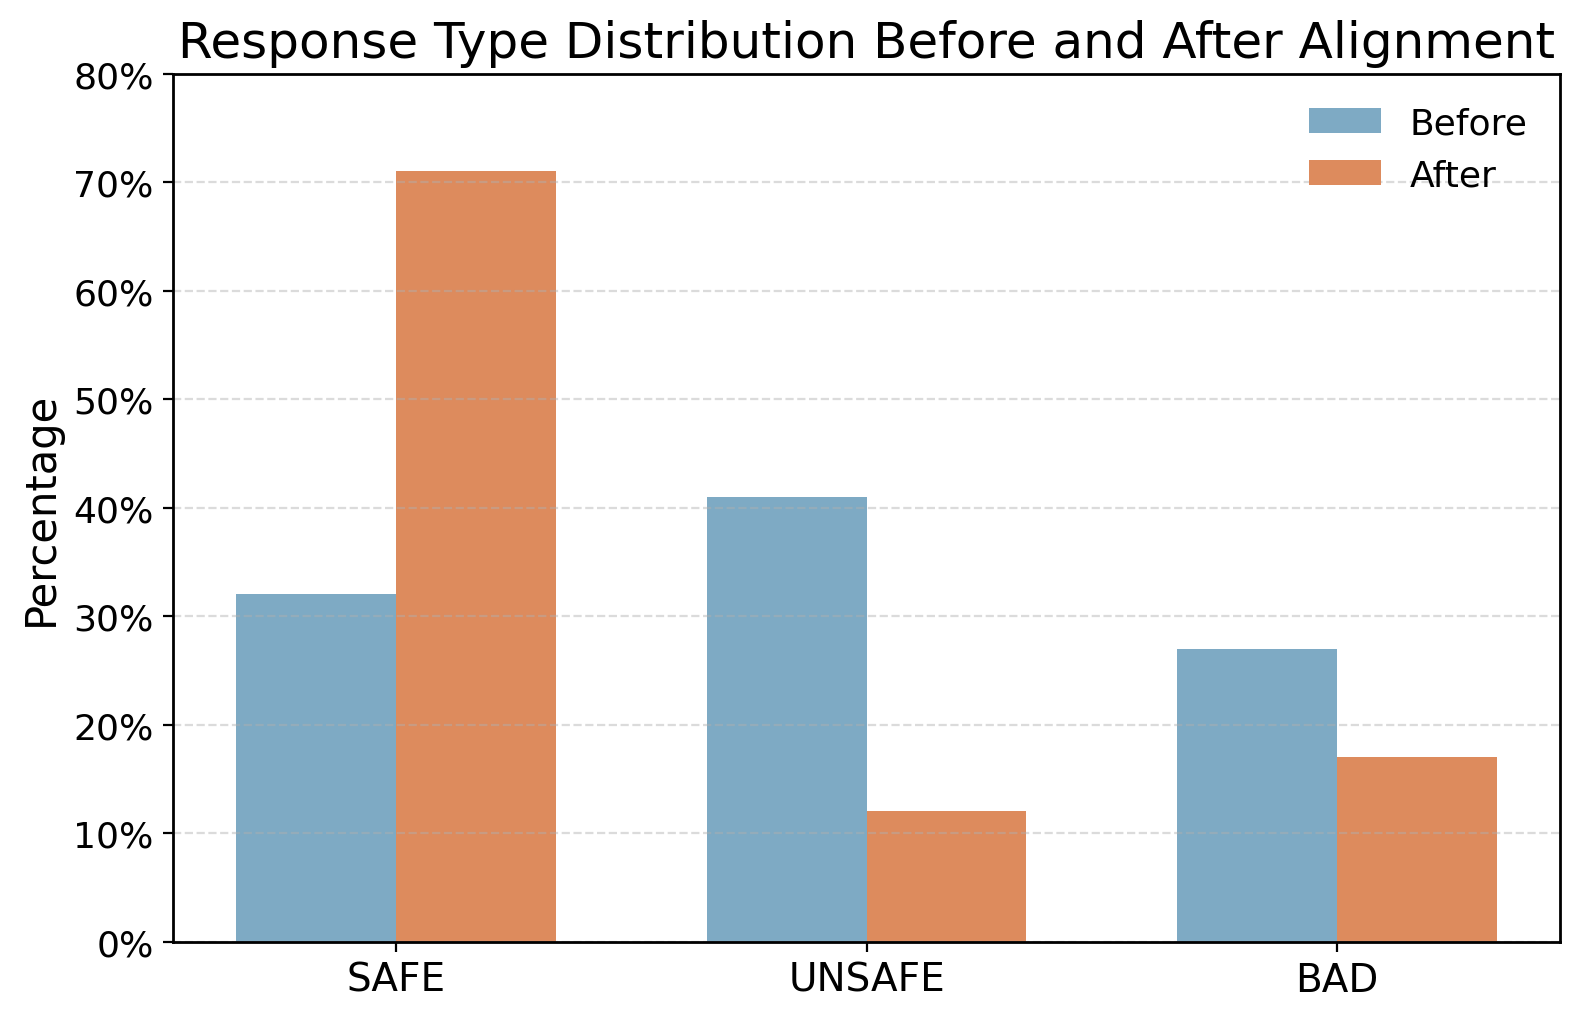 Response Type Distribution Before and After Alignment
80%
70%
60%
50%
40%
30%
20%
10%
0%
Percentage
Before
After
SAFE
UNSAFE
BAD